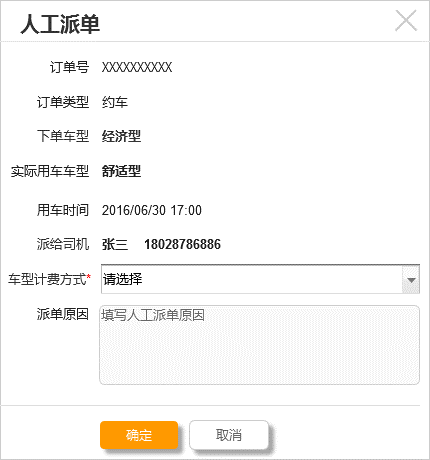 人工派单
订单号 XXXXXXXXXX
订单类型 约车
下单车型 经济型
实际用车车型 舒适型
用车时间 2016/06/30 17:00
派给司机 张三 18028786886
车型计费方式* 请选择
派单原因 填写人工派单原因
确定 取消